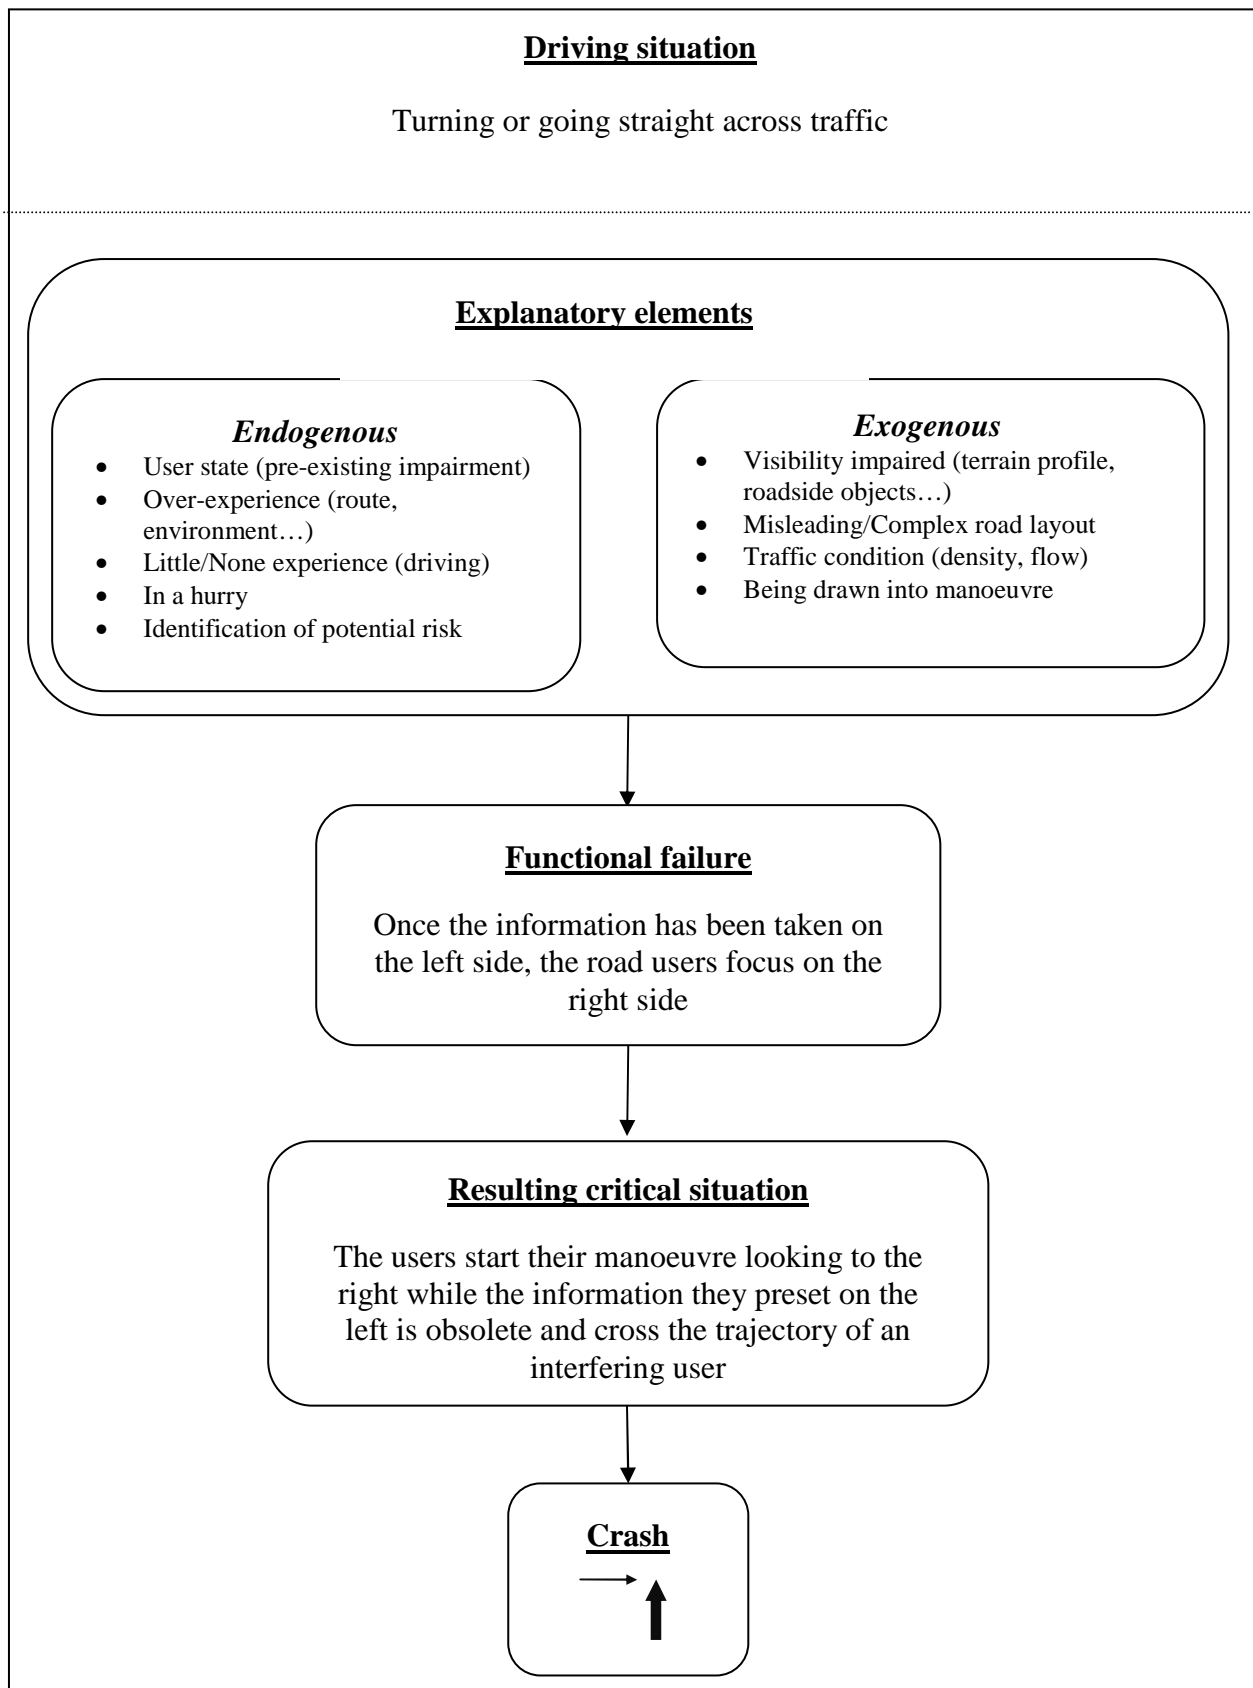 Driving situation
Turning or going straight across traffic
Explanatory elements
Endogenous
• User state (pre-existing impairment)
• Over-experience (route,
environment…)
• Little/None experience (driving)
• In a hurry
• Identification of potential risk
Exogenous
• Visibility impaired (terrain profile,
roadside objects…)
• Misleading/Complex road layout
• Traffic condition (density, flow)
• Being drawn into manoeuvre
Functional failure
Once the information has been taken on
the left side, the road users focus on the
right side
Resulting critical situation
The users start their manoeuvre looking to the
right while the information they preset on the
left is obsolete and cross the trajectory of an
interfering user
Crash